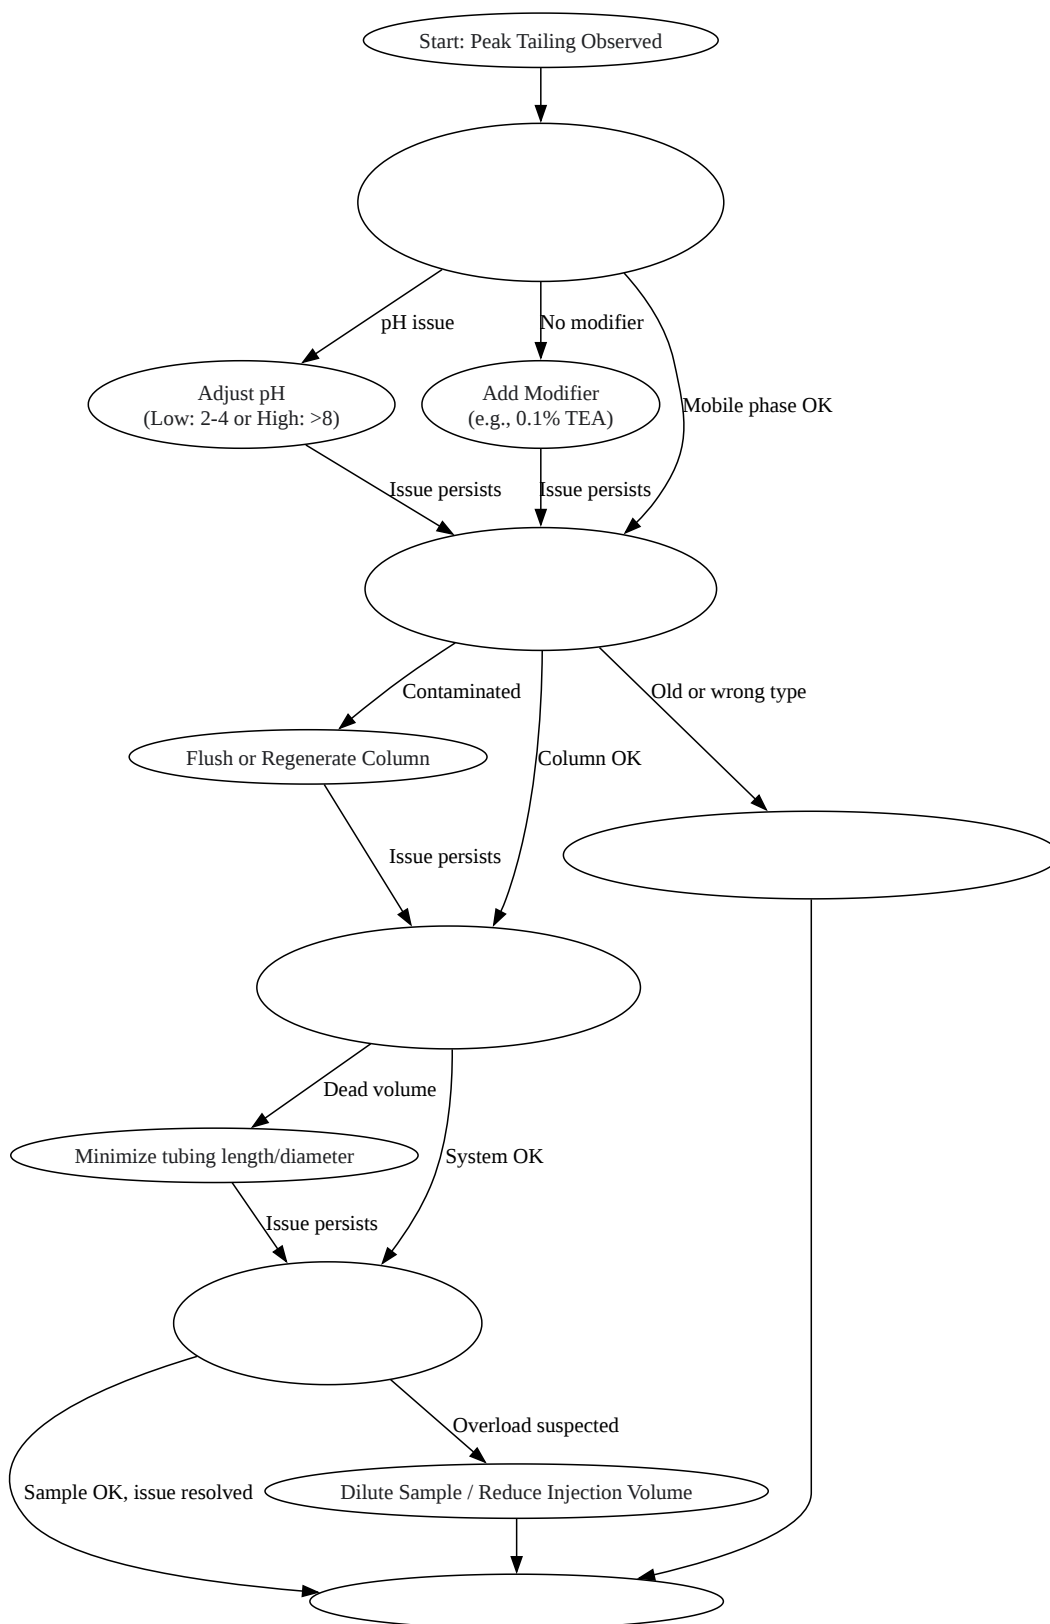 Start: Peak Tailing Observed
pH issue
No modifier
Adjust pH
(Low: 2-4 or High: >8)
Add Modifier
(e.g., 0.1% TEA)
Mobile phase OK
Issue persists
Issue persists
Contaminated
Old or wrong type
Flush or Regenerate Column
Column OK
Issue persists
Dead volume
Minimize tubing length/diameter
System OK
Issue persists
Overload suspected
Sample OK, issue resolved
Dilute Sample / Reduce Injection Volume